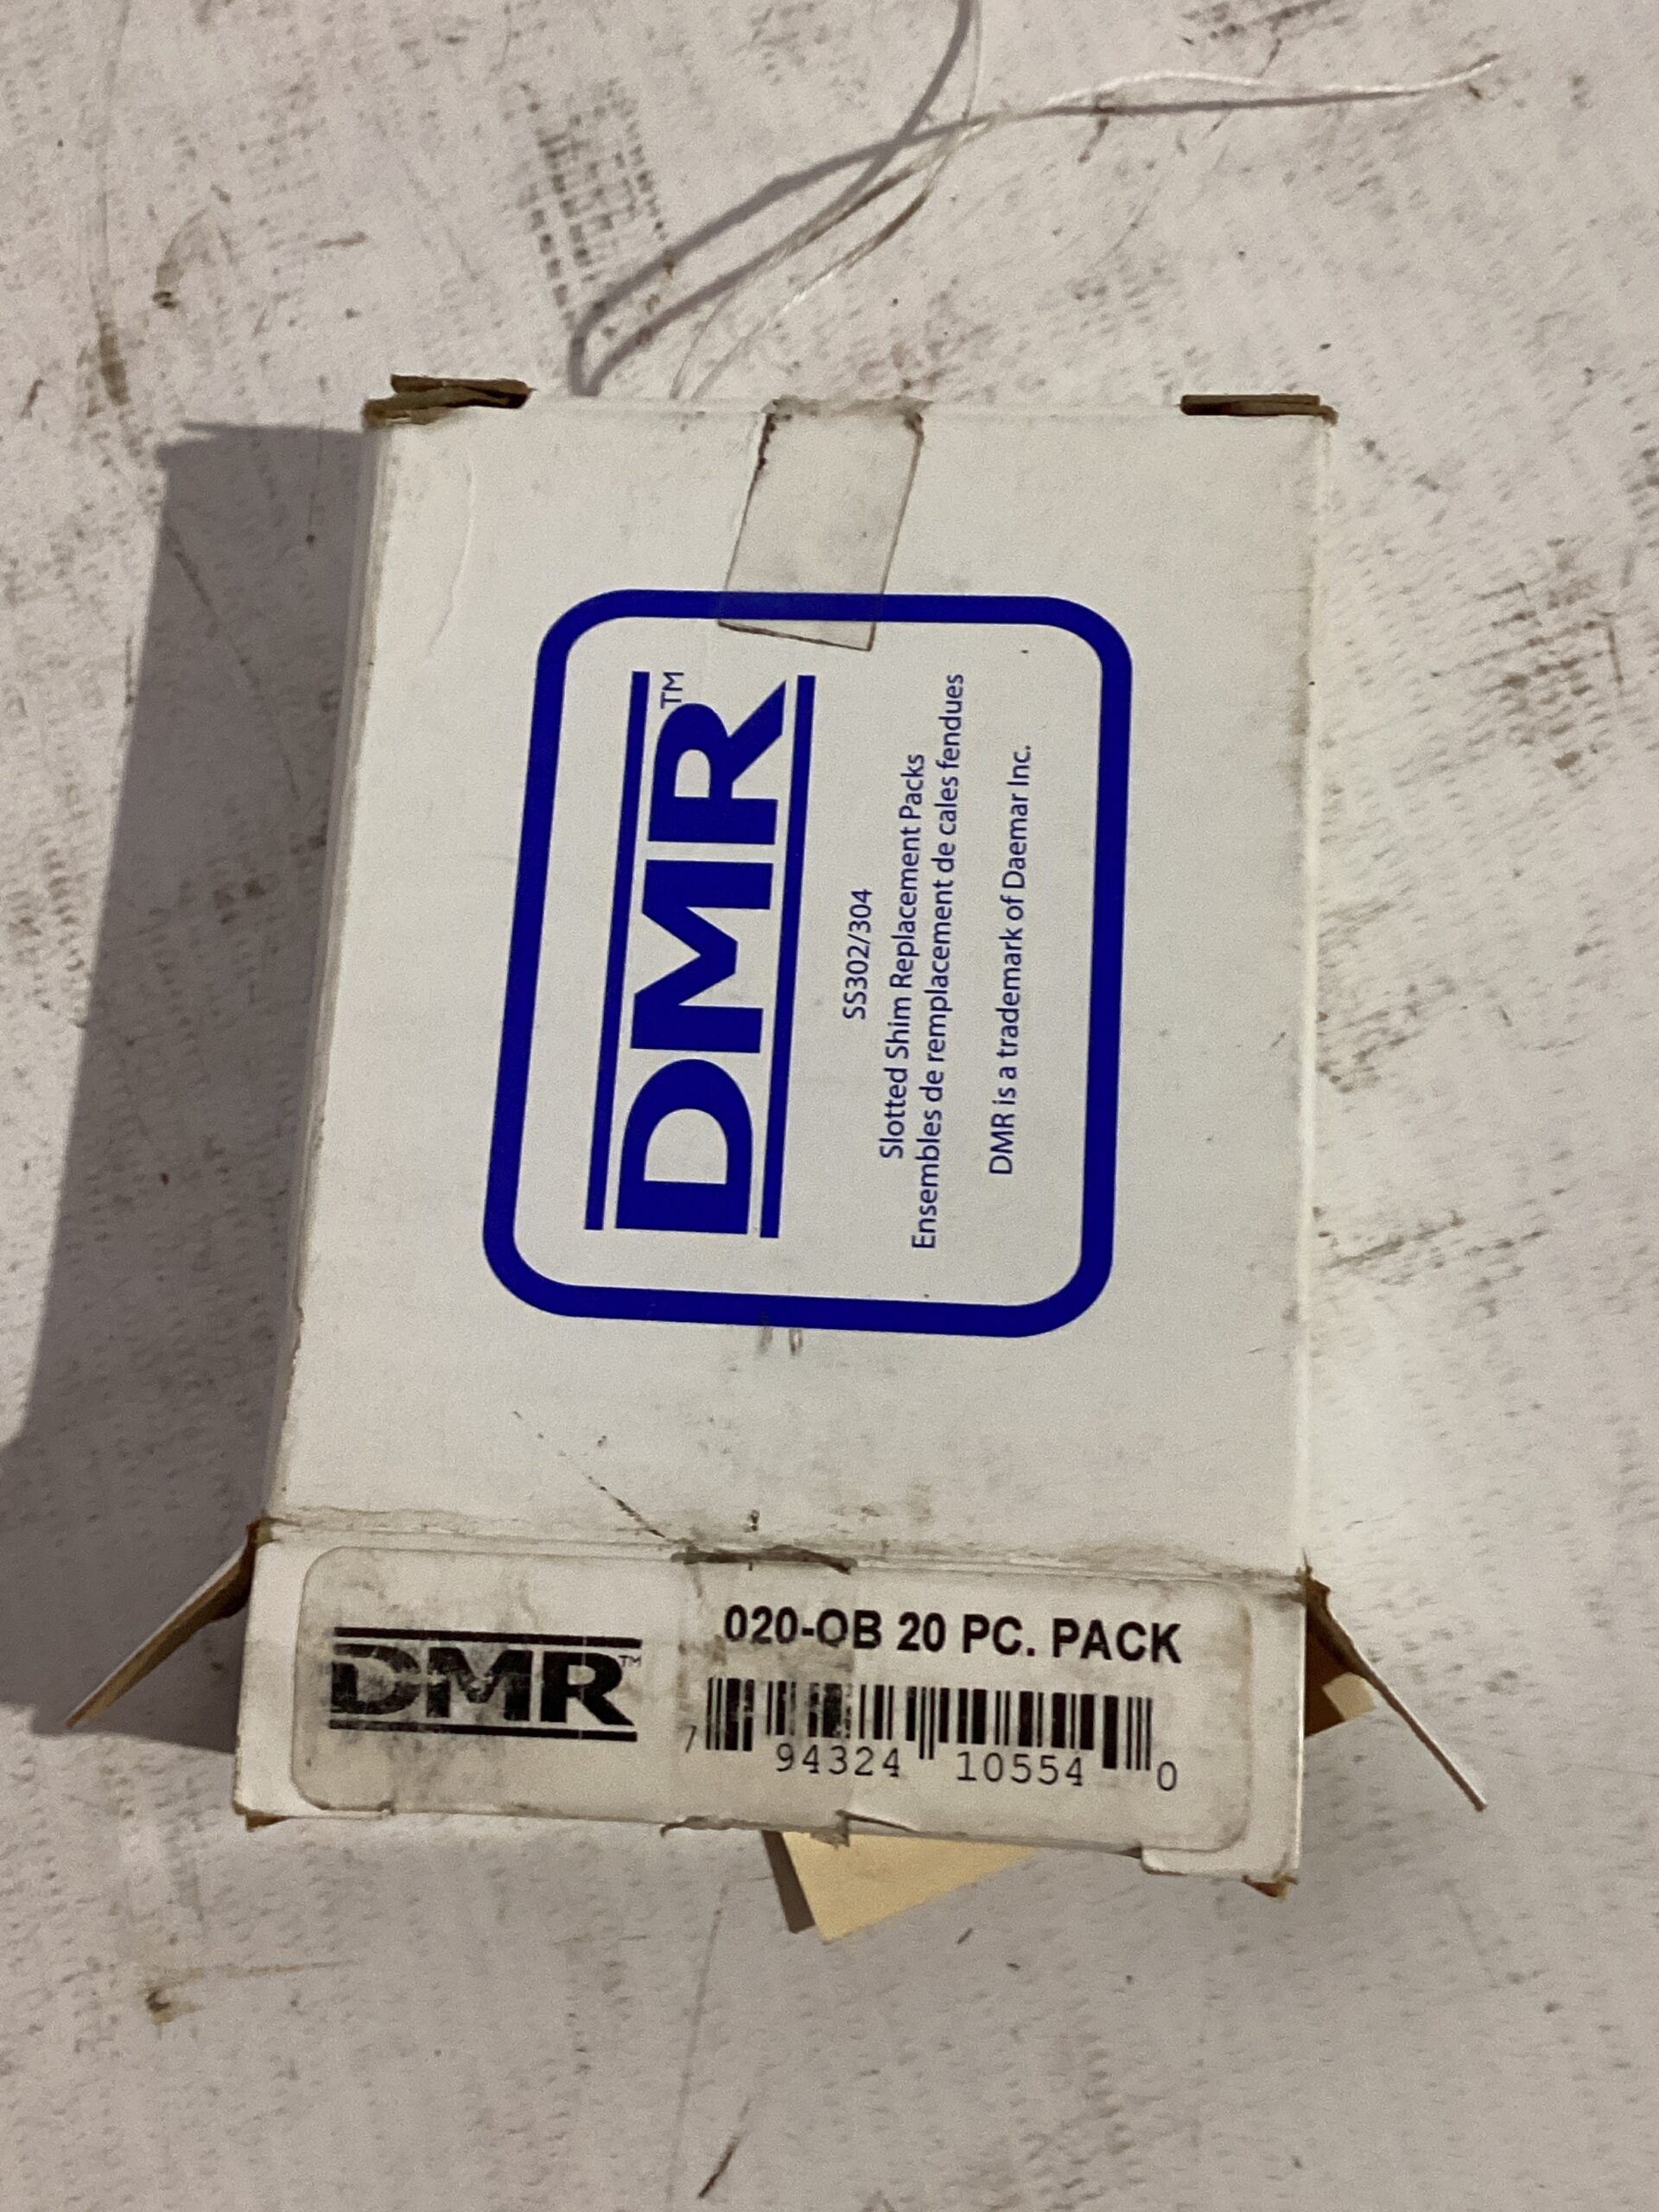 DMR™
SS302/304
Slotted Shim Replacement Packs
Ensembles de remplacement de cales fendues
DMR is a trademark of Daemar Inc.
DMR™
020-OB 20 PC. PACK
7 94324 10554 0